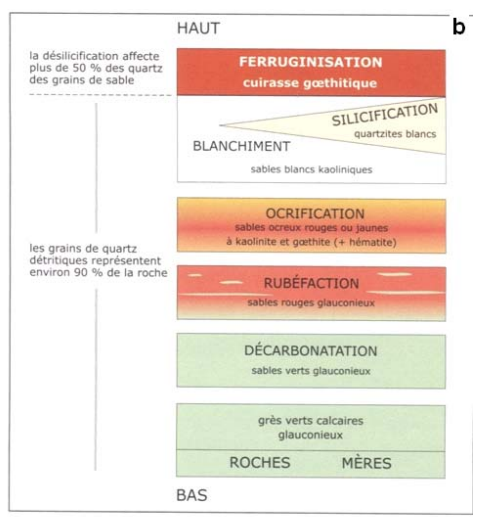 HAUT
b
la désilicification affecte
plus de 50 % des quartz
des grains de sable
FERRUGINISATION
cuirasse gœthitique
SILICIFICATION
quartzites blancs
BLANCHIMENT
sables blancs kaoliniques
OCRIFICATION
sables ocreux rouges ou jaunes
à kaolinite et gœthite (+ hématite)
les grains de quartz
détritiques représentent
environ 90 % de la roche
RUBÉFACTION
sables rouges glauconieux
DÉCARBONATATION
sables verts glauconieux
grès verts calcaires
glauconieux
ROCHES MÈRES
BAS